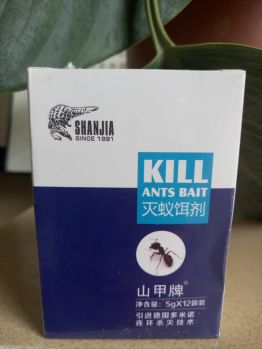 SHANJIA
SINCE 1991
KILL
ANTS BAIT
灭蚁饵剂
山甲牌®
净含量：5gX12袋装
引进德国多米诺
连环杀灭技术